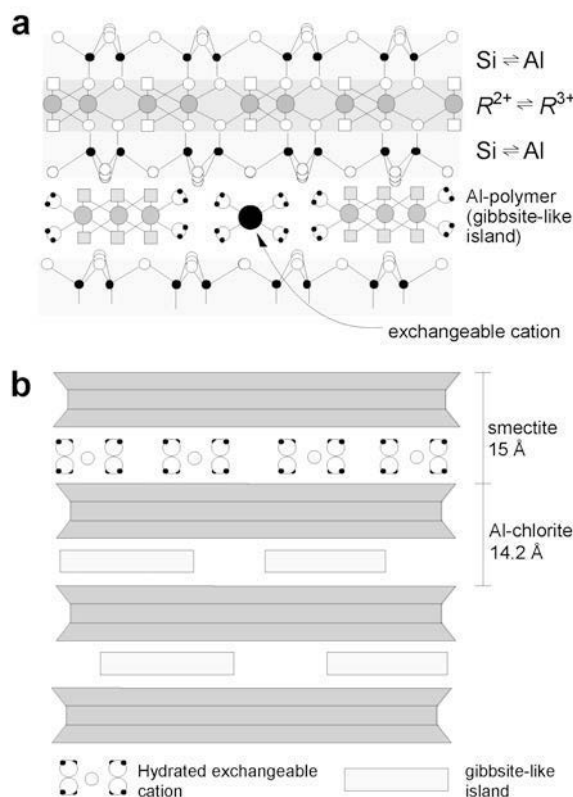 a
Si ⇌ Al
R²⁺ ⇌ R³⁺
Si ⇌ Al
Al-polymer
(gibbsite-like
island)
exchangeable cation
b
smectite
15 Å
Al-chlorite
14.2 Å
Hydrated exchangeable
cation
gibbsite-like
island